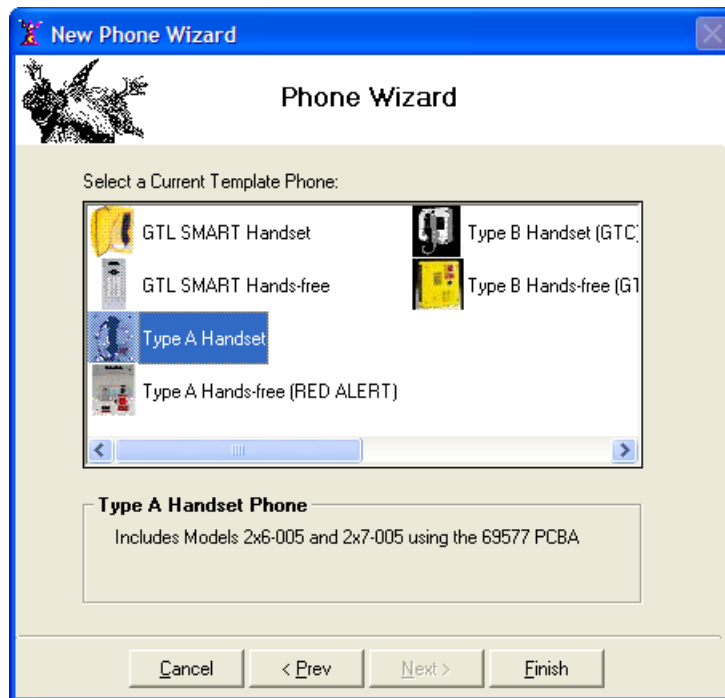 New Phone Wizard
Phone Wizard
Select a Current Template Phone:
GTL SMART Handset
Type B Handset (GTC)
GTL SMART Hands-free
Type B Hands-free (GT
Type A Handset
Type A Hands-free (RED ALERT)
Type A Handset Phone
Includes Models 2x6-005 and 2x7-005 using the 69577 PCBA
Cancel
< Prev
Next >
Finish